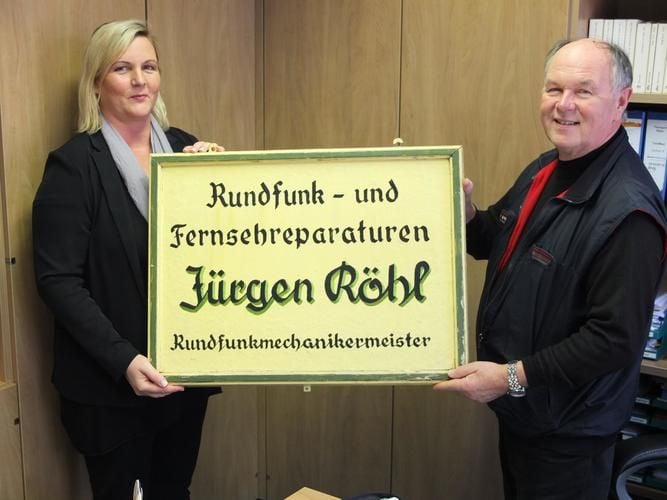 Rundfunk - und
Fernsehreparaturen
Jürgen Röhl
Rundfunkmechanikermeister